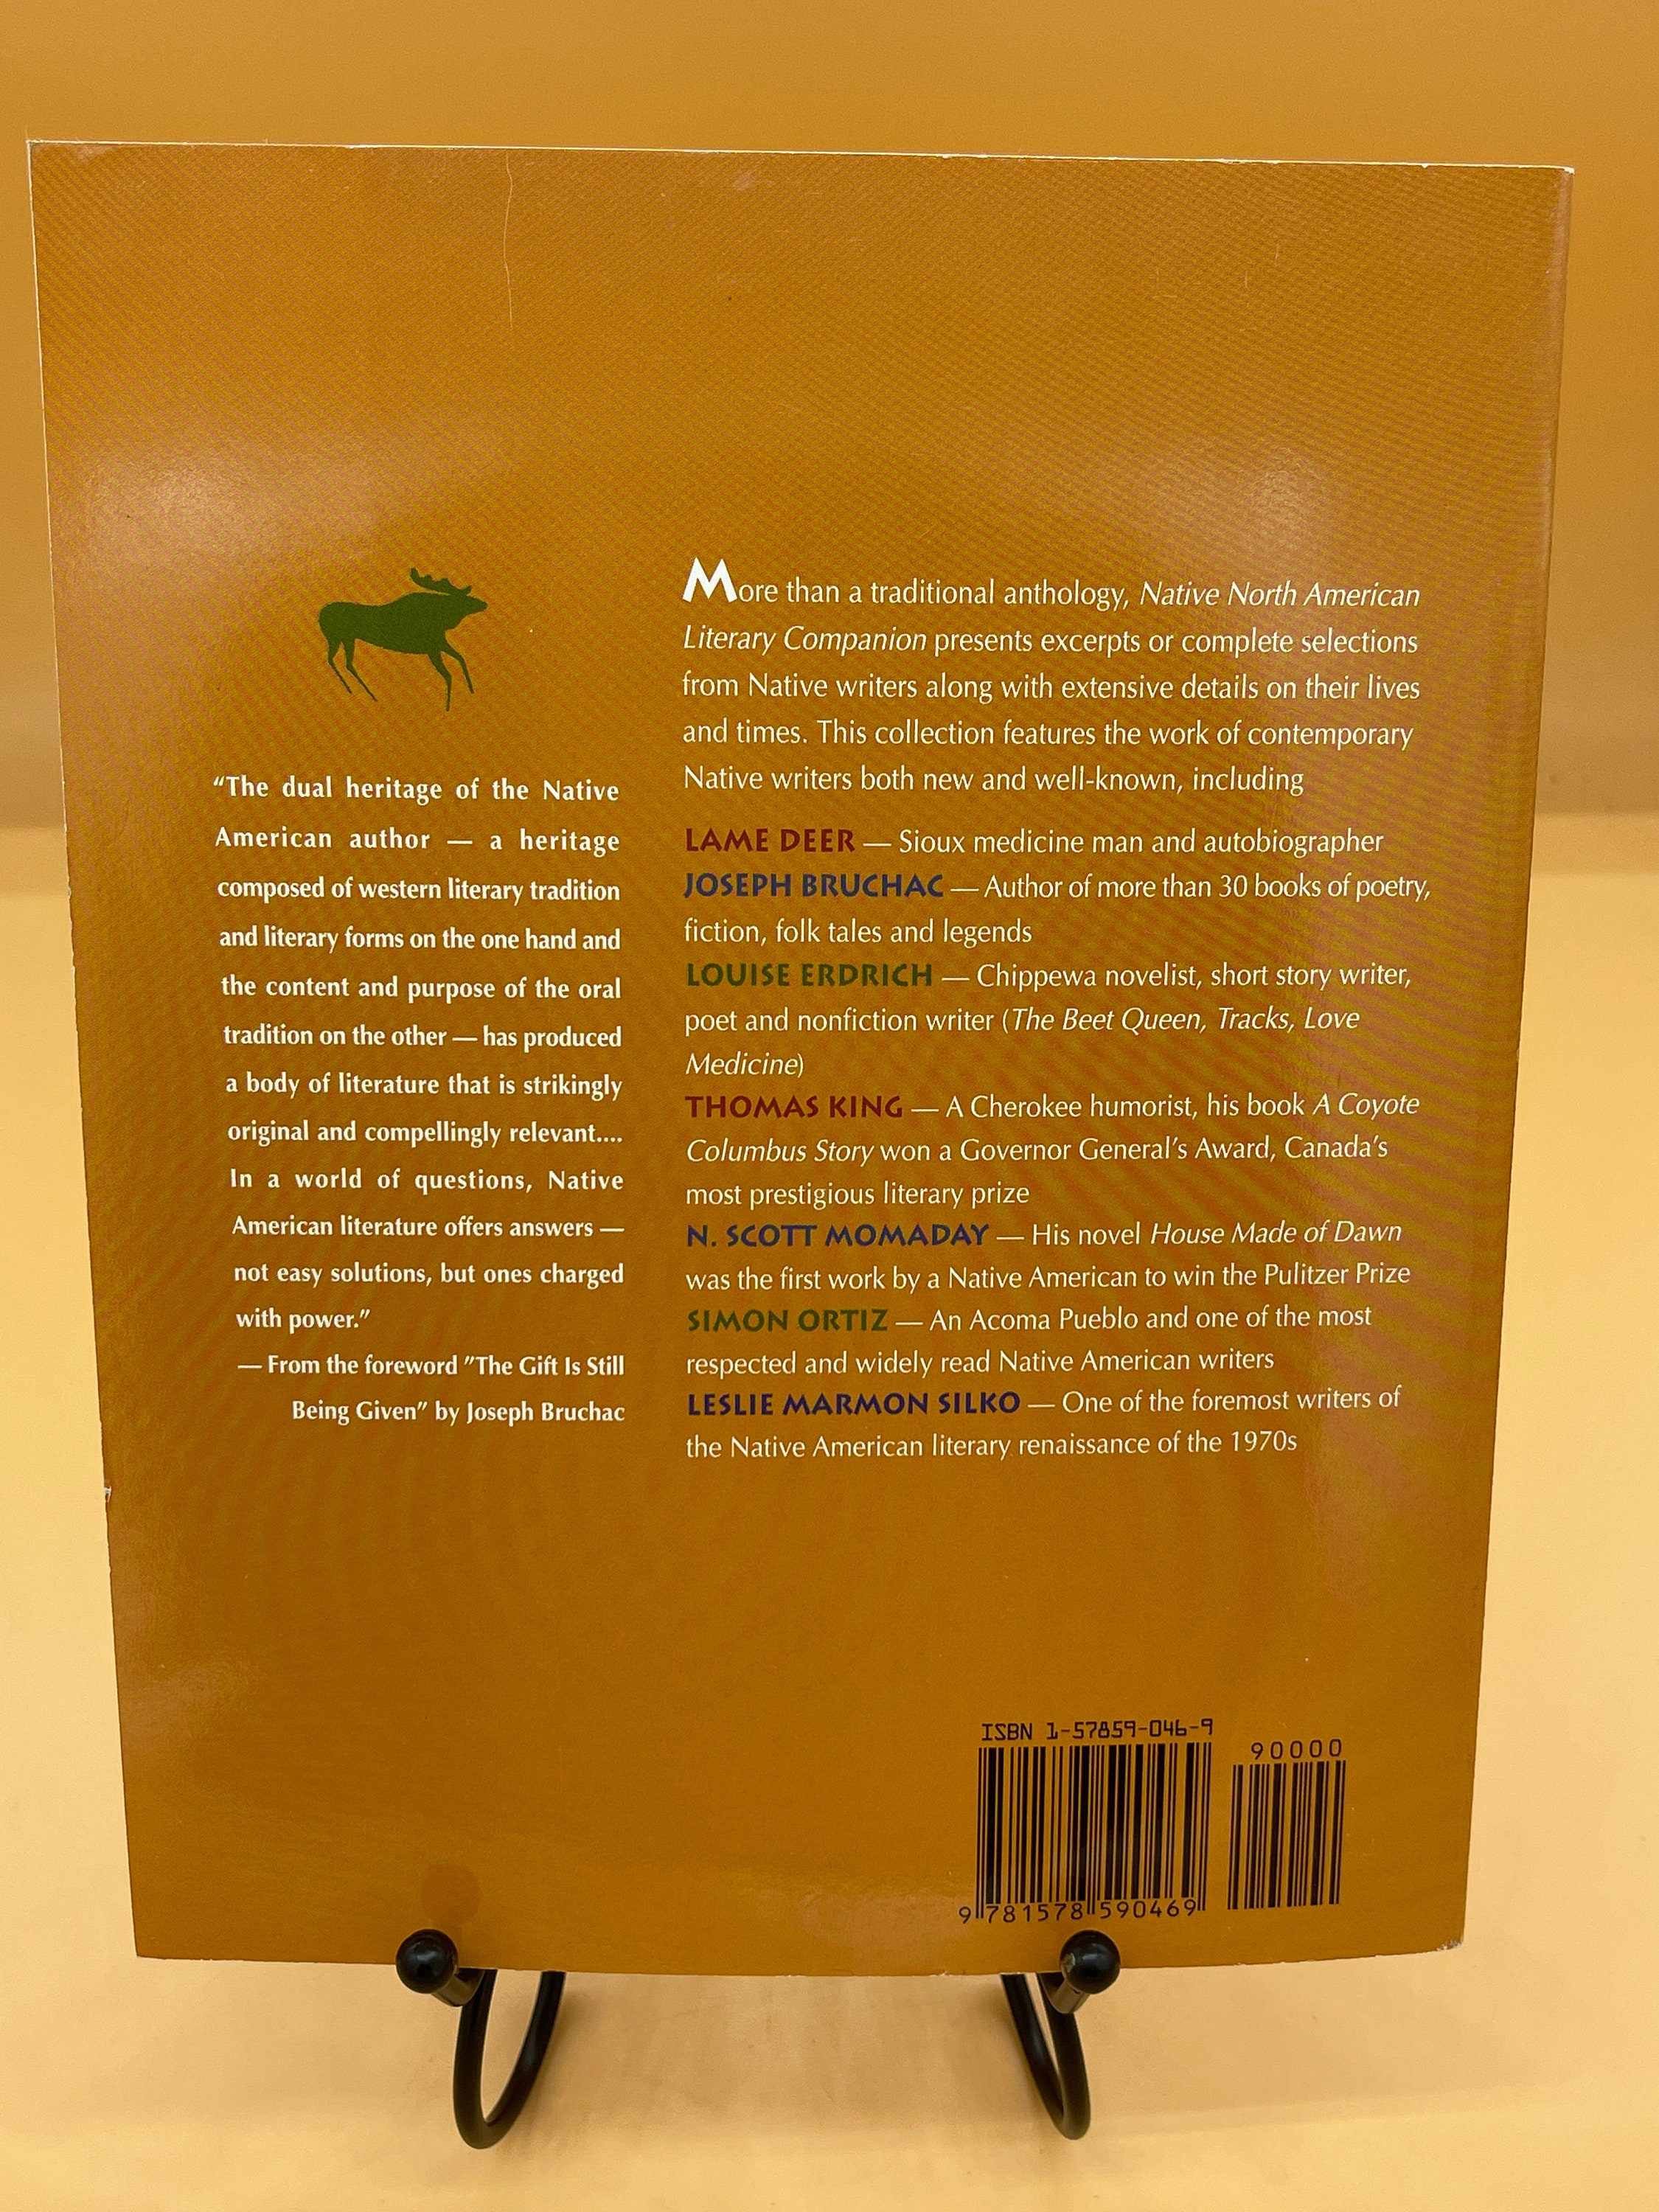 "The dual heritage of the Native
American author — a heritage
composed of western literary tradition
and literary forms on the one hand and
the content and purpose of the oral
tradition on the other — has produced
a body of literature that is strikingly
original and compellingly relevant....
In a world of questions, Native
American literature offers answers —
not easy solutions, but ones charged
with power."
— From the foreword "The Gift Is Still
Being Given" by Joseph Bruchac
More than a traditional anthology, Native North American
Literary Companion presents excerpts or complete selections
from Native writers along with extensive details on their lives
and times. This collection features the work of contemporary
Native writers both new and well-known, including
LAME DEER — Sioux medicine man and autobiographer
JOSEPH BRUCHAC — Author of more than 30 books of poetry,
fiction, folk tales and legends
LOUISE ERDRICH — Chippewa novelist, short story writer,
poet and nonfiction writer (The Beet Queen, Tracks, Love
Medicine)
THOMAS KING — A Cherokee humorist, his book A Coyote
Columbus Story won a Governor General's Award, Canada's
most prestigious literary prize
N. SCOTT MOMADAY — His novel House Made of Dawn
was the first work by a Native American to win the Pulitzer Prize
SIMON ORTIZ — An Acoma Pueblo and one of the most
respected and widely read Native American writers
LESLIE MARMON SILKO — One of the foremost writers of
the Native American literary renaissance of the 1970s
ISBN 1-57859-046-9
90000
9 781578 590469